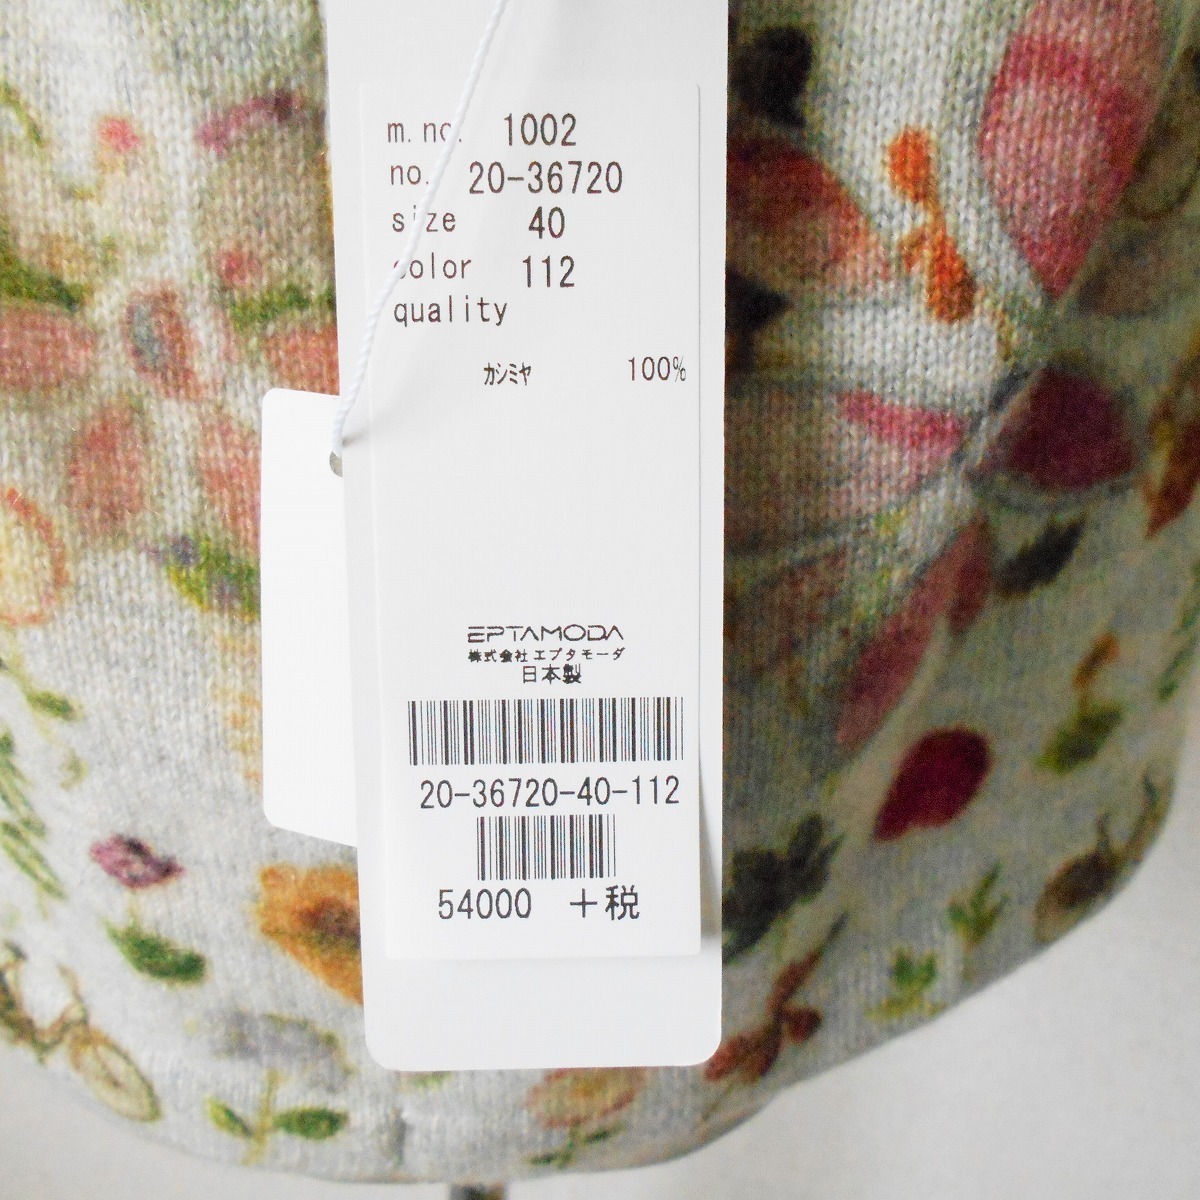 m. no. 1002
no. 20-36720
size 40
color 112
quality
カシミヤ 100%
EPTAMODA
株式会社エプタモーダ
日本製
20-36720-40-112
54000 +税